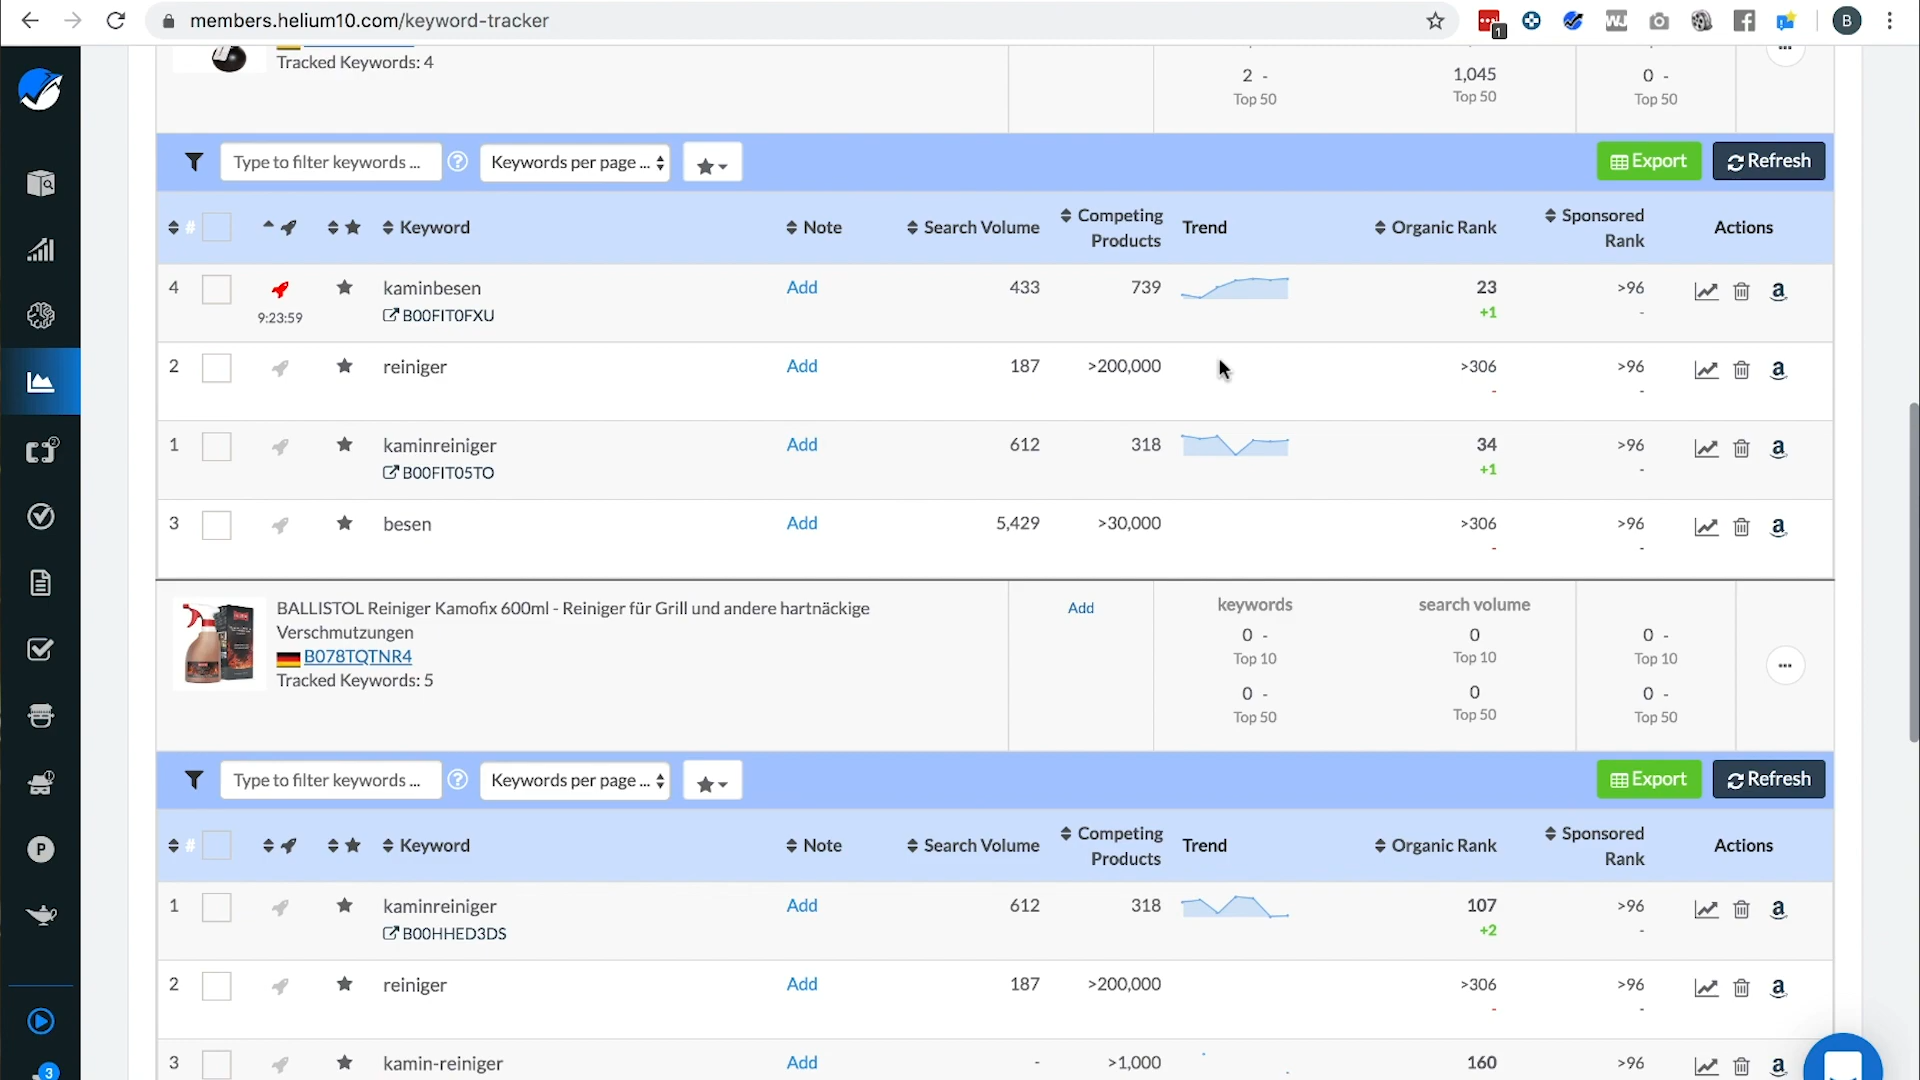 members.helium10.com/keyword-tracker
1
B
Tracked Keywords: 4
2 -
1,045
0 -
Top 50
Top 50
Top 50
Type to filter keywords ...
?
Keywords per page ...
Export
Refresh
#
Keyword
Note
Search Volume
Competing Products
Trend
Organic Rank
Sponsored Rank
Actions
4
9:23:59
kaminbesen
B00FIT0FXU
Add
433
739
23
+1
>96
-
2
reiniger
Add
187
>200,000
>306
-
>96
-
1
kaminreiniger
B00FIT05TO
Add
612
318
34
+1
>96
-
3
besen
Add
5,429
>30,000
>306
-
>96
-
BALLISTOL Reiniger Kamofix 600ml - Reiniger für Grill und andere hartnäckige
Verschmutzungen
B078TQTNR4
Tracked Keywords: 5
Add
keywords
search volume
0 -
0
0 -
Top 10
Top 10
Top 10
0 -
0
0 -
Top 50
Top 50
Top 50
Type to filter keywords ...
?
Keywords per page ...
Export
Refresh
#
Keyword
Note
Search Volume
Competing Products
Trend
Organic Rank
Sponsored Rank
Actions
1
kaminreiniger
B00HHED3DS
Add
612
318
107
+2
>96
-
2
reiniger
Add
187
>200,000
>306
-
>96
-
3
kamin-reiniger
Add
-
>1,000
160
>96
2
P
3